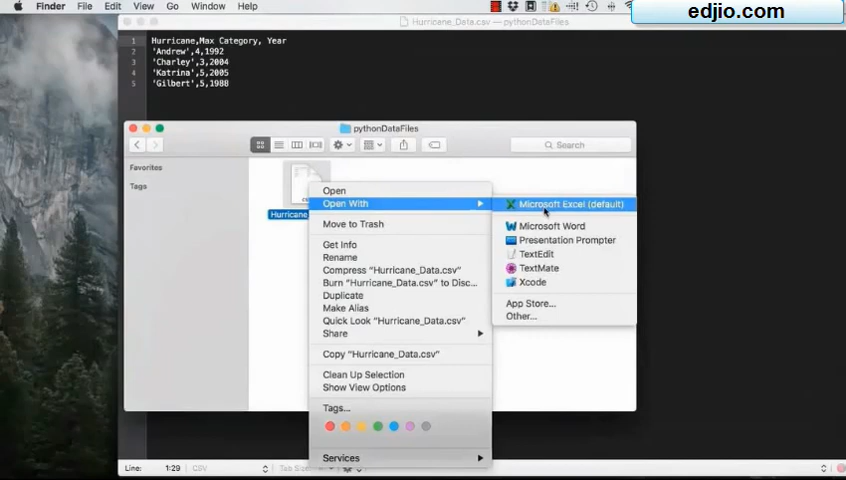 Finder File Edit View Go Window Help
edjio.com
Hurricane_Data.csv — pythonDataFiles
1 Hurricane,Max Category, Year
2 'Andrew',4,1992
3 'Charley',3,2004
4 'Katrina',5,2005
5 'Gilbert',5,1988
pythonDataFiles
Search
Favorites
Tags
Hurricane_
Open
Open With
Move to Trash
Get Info
Rename
Compress "Hurricane_Data.csv"
Burn "Hurricane_Data.csv" to Disc...
Duplicate
Make Alias
Quick Look "Hurricane_Data.csv"
Share
Copy "Hurricane_Data.csv"
Clean Up Selection
Show View Options
Tags...
Services
Microsoft Excel (default)
Microsoft Word
Presentation Prompter
TextEdit
TextMate
Xcode
App Store...
Other...
Line: 1:29 CSV Tab Size: